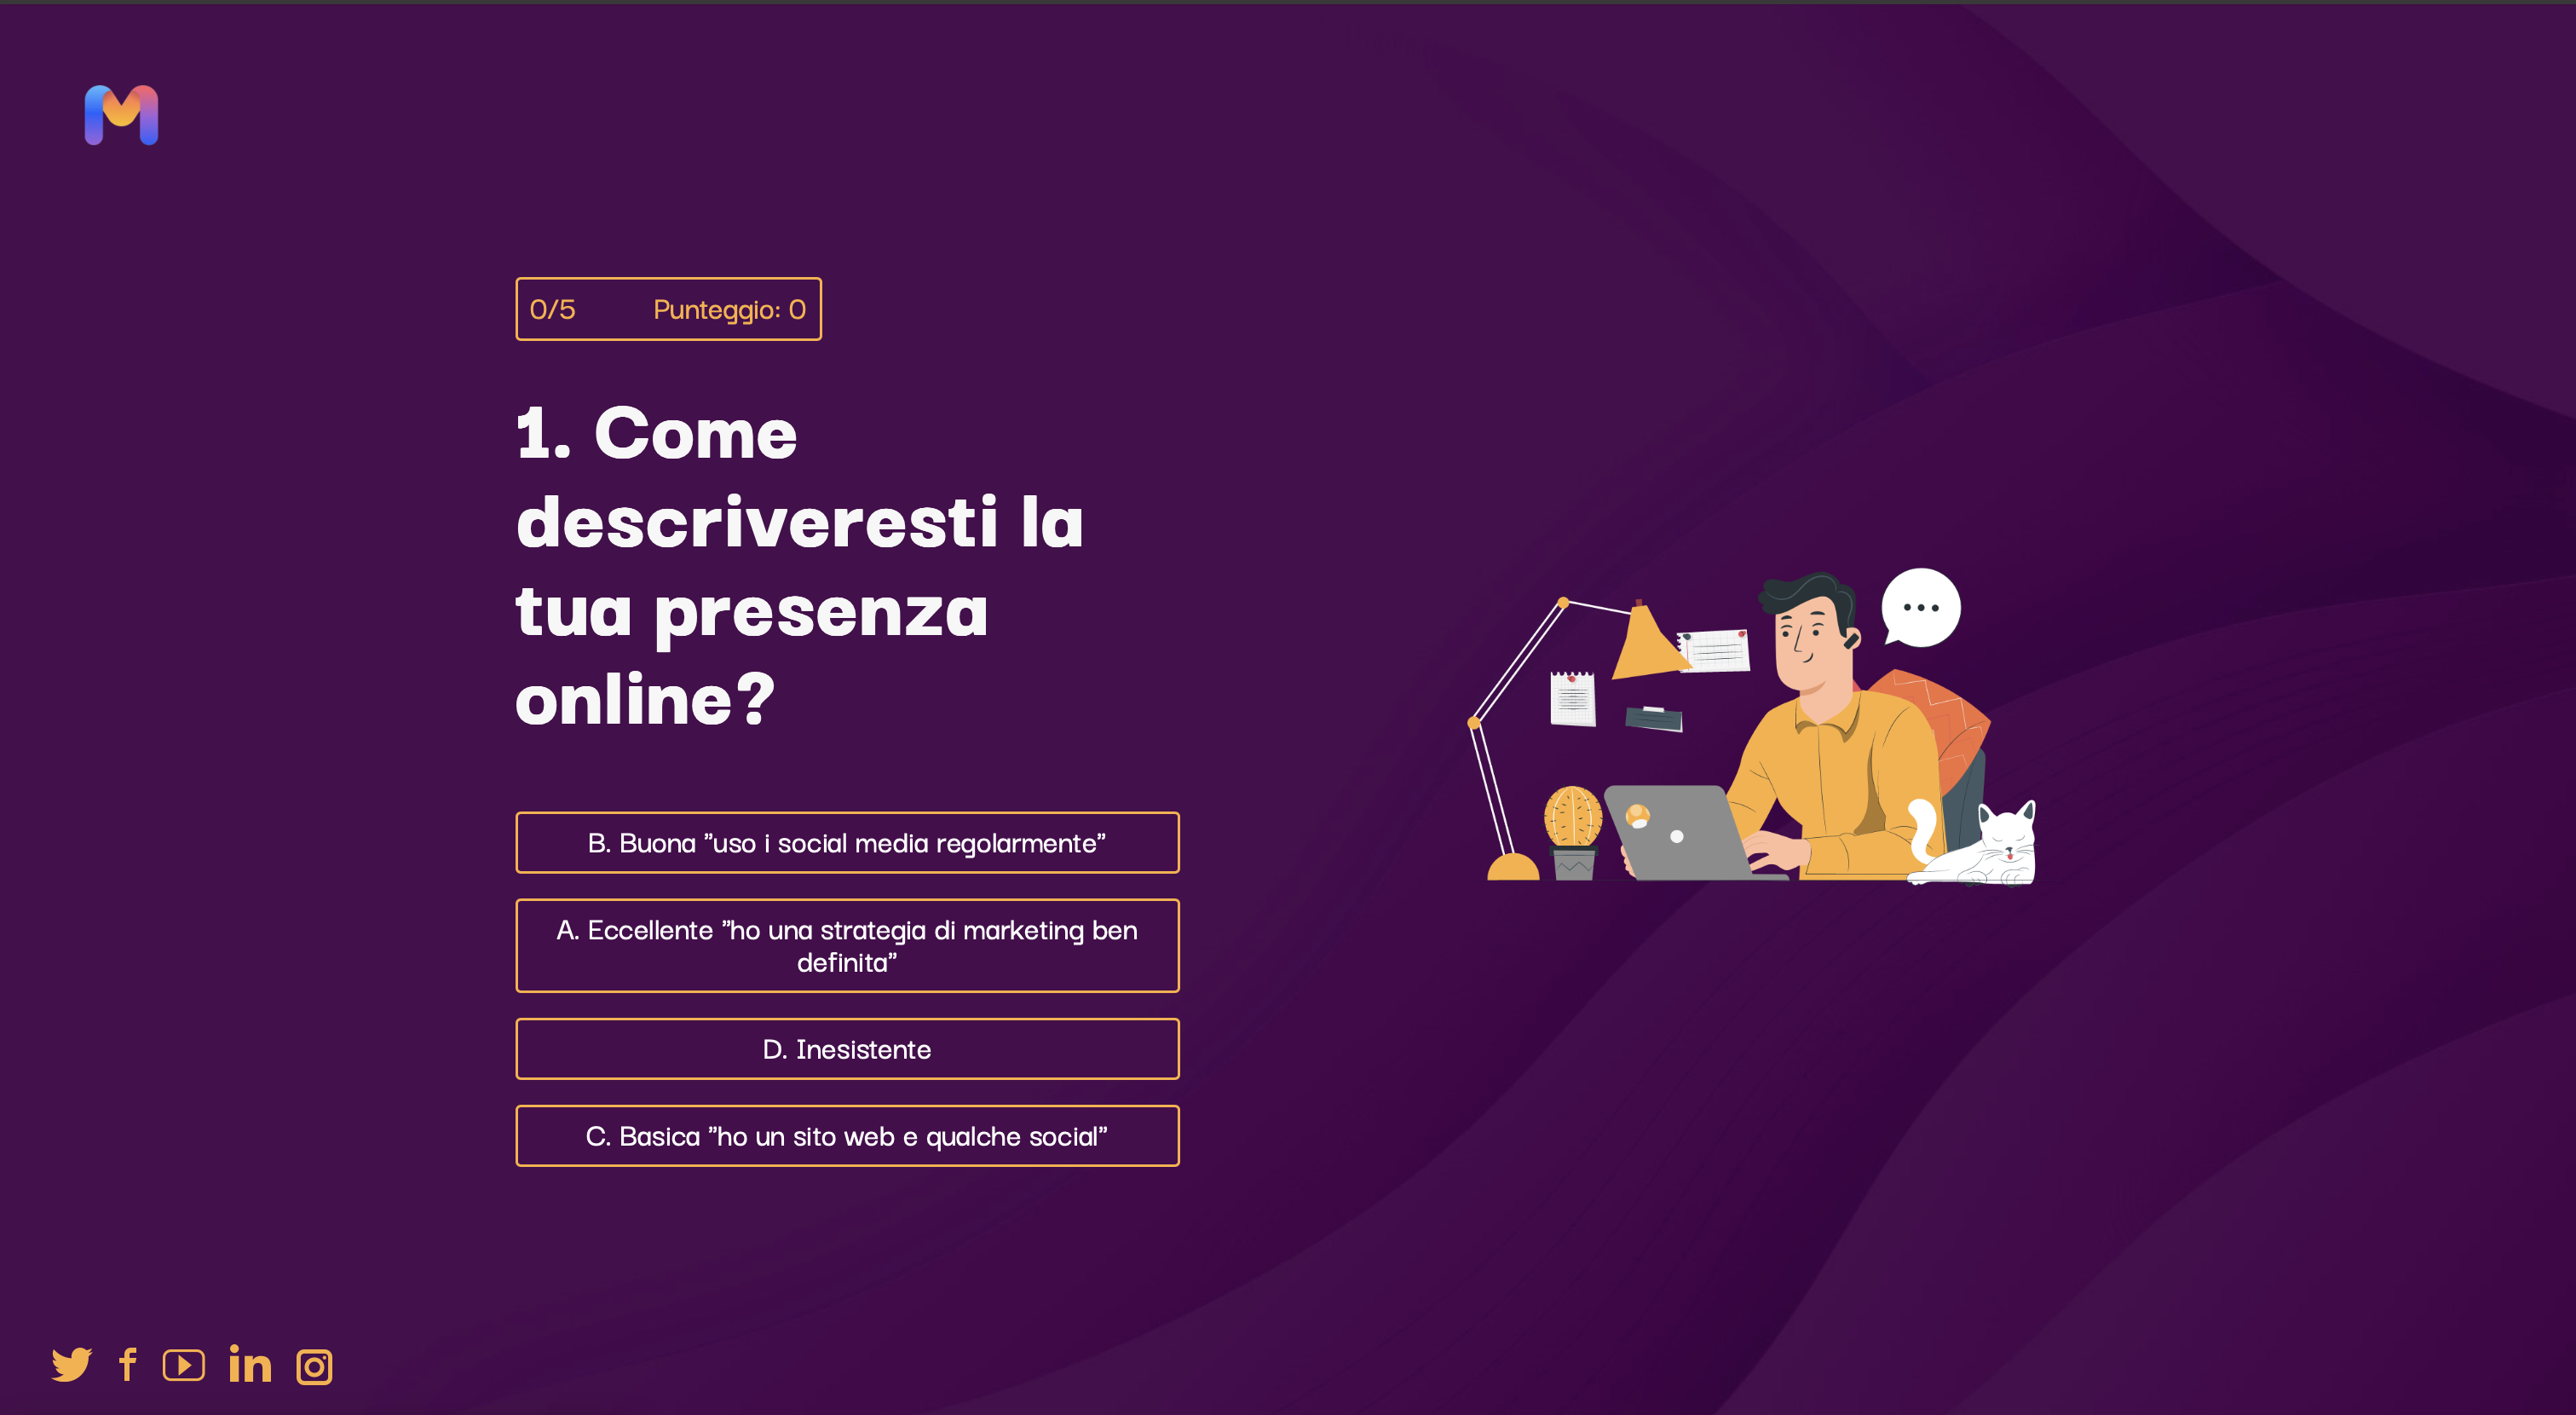 0/5 Punteggio: 0
1. Come
descriveresti la
tua presenza
online?
B. Buona "uso i social media regolarmente"
A. Eccellente "ho una strategia di marketing ben
definita"
D. Inesistente
C. Basica "ho un sito web e qualche social"